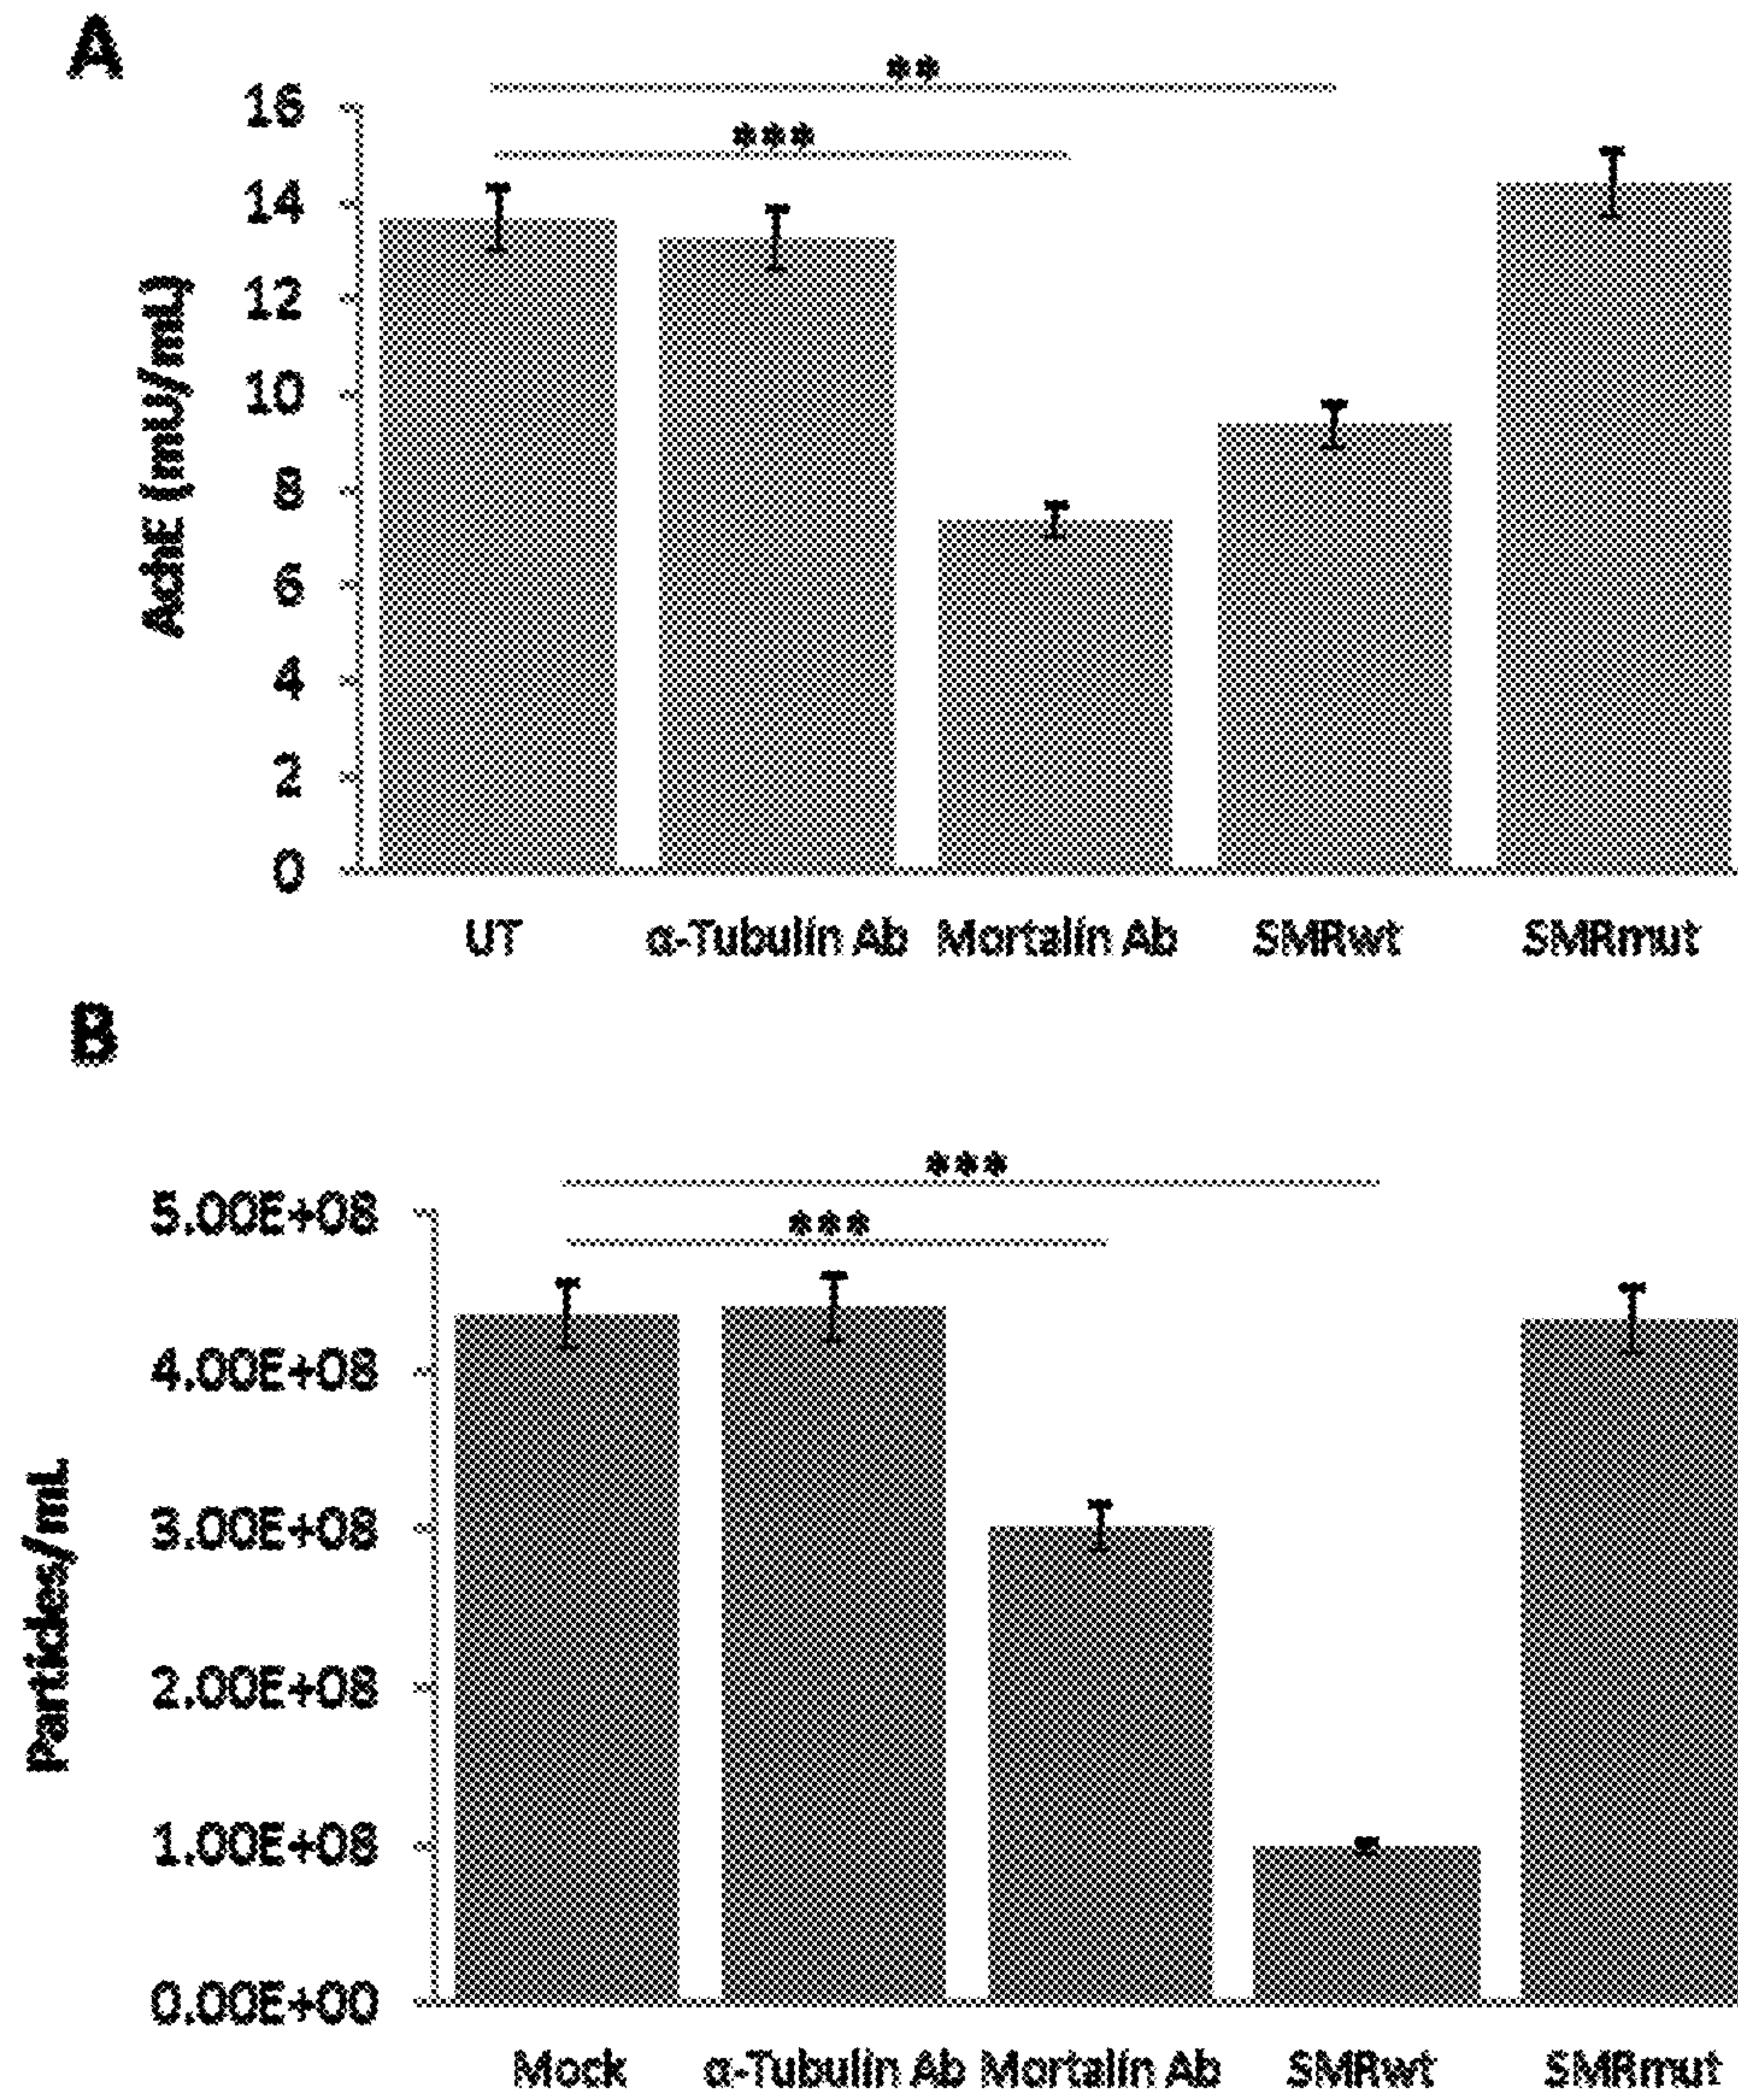 A
**
***
16
14
12
10
8
6
4
2
0
AchE (mU/mL)
UT α-Tubulin Ab Mortalin Ab SMRwt SMRmut
B
***
***
5.00E+08
4.00E+08
3.00E+08
2.00E+08
1.00E+08
0.00E+00
Particles/mL
Mock α-Tubulin Ab Mortalin Ab SMRwt SMRmut